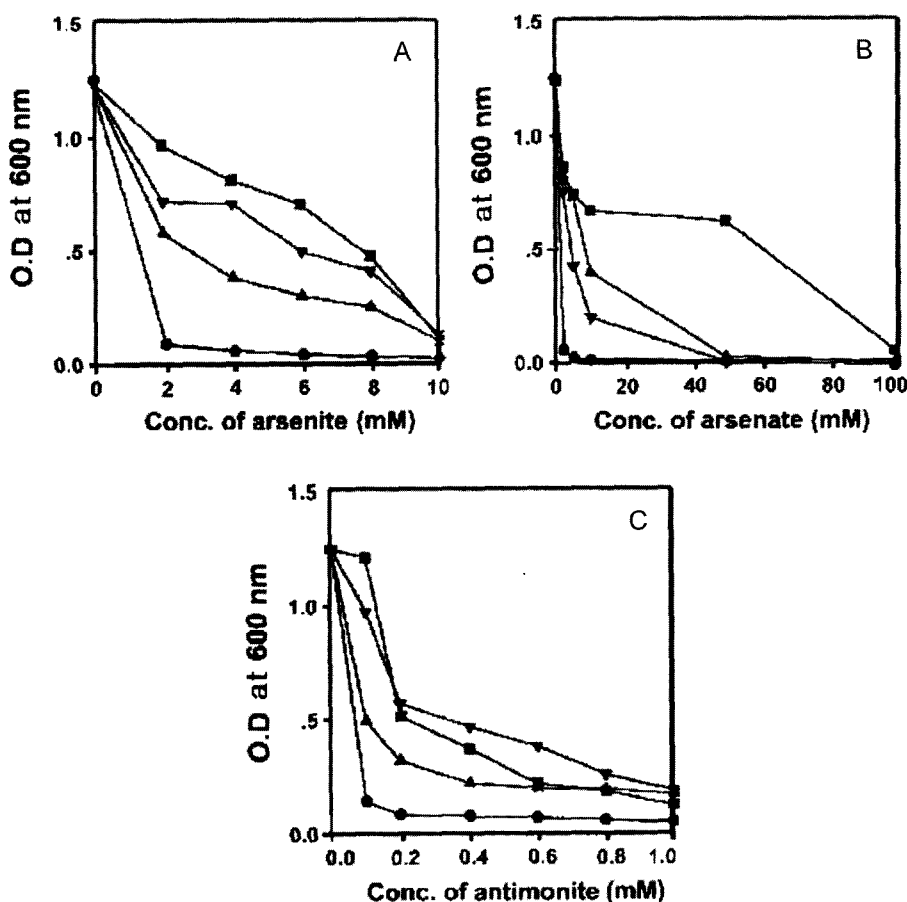 A
1.5
1.0
.5
0.0
O.D at 600 nm
0 2 4 6 8 10
Conc. of arsenite (mM)
B
1.5
1.0
.5
0.0
O.D at 600 nm
0 20 40 60 80 100
Conc. of arsenate (mM)
C
1.5
1.0
.5
0.0
O.D at 600 nm
0.0 0.2 0.4 0.6 0.8 1.0
Conc. of antimonite (mM)